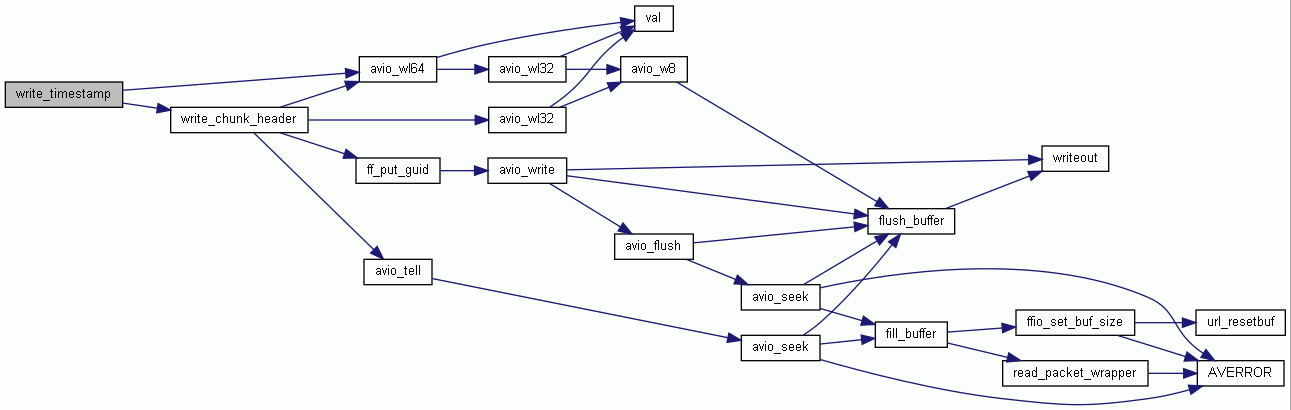 val
avio_wl64
avio_wl32
avio_w8
write_timestamp
write_chunk_header
avio_wl32
ff_put_guid
avio_write
writeout
flush_buffer
avio_flush
avio_tell
avio_seek
ffio_set_buf_size
url_resetbuf
fill_buffer
avio_seek
read_packet_wrapper
AVERROR